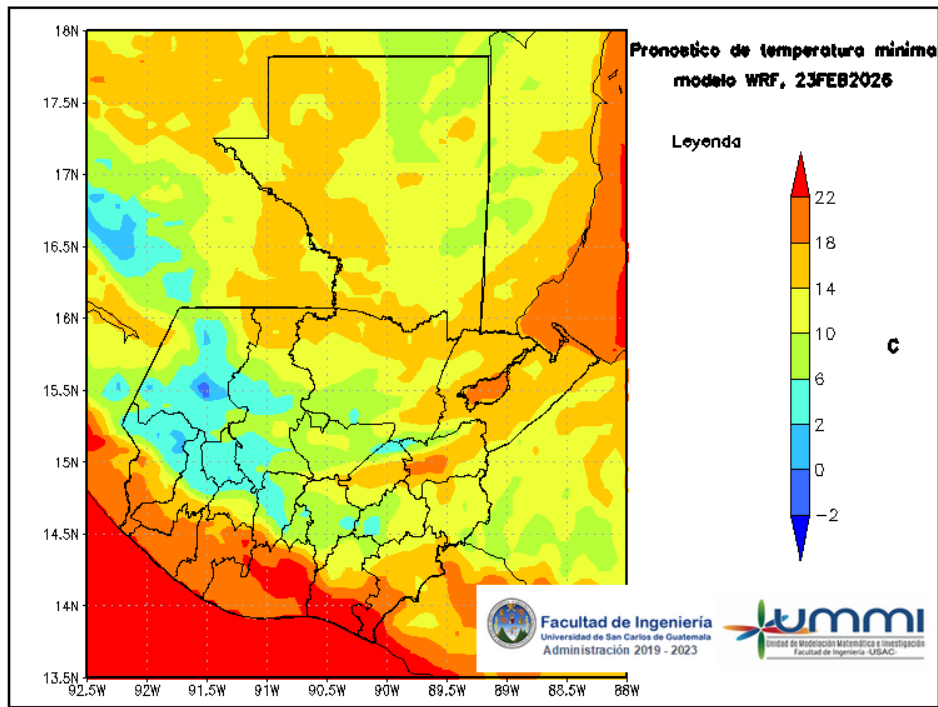 Pronostico de temperatura minima
modelo WRF, 23FEB2026
Leyenda
22
18
14
10
6
2
0
−2
C
18N
17.5N
17N
16.5N
16N
15.5N
15N
14.5N
14N
13.5N
92.5W
92W
91.5W
91W
90.5W
90W
89.5W
89W
88.5W
88W
Facultad de Ingeniería
Universidad de San Carlos de Guatemala
Administración 2019 - 2023
ummi
Unidad de Modelación Matemática e Investigación
Facultad de Ingeniería -USAC-